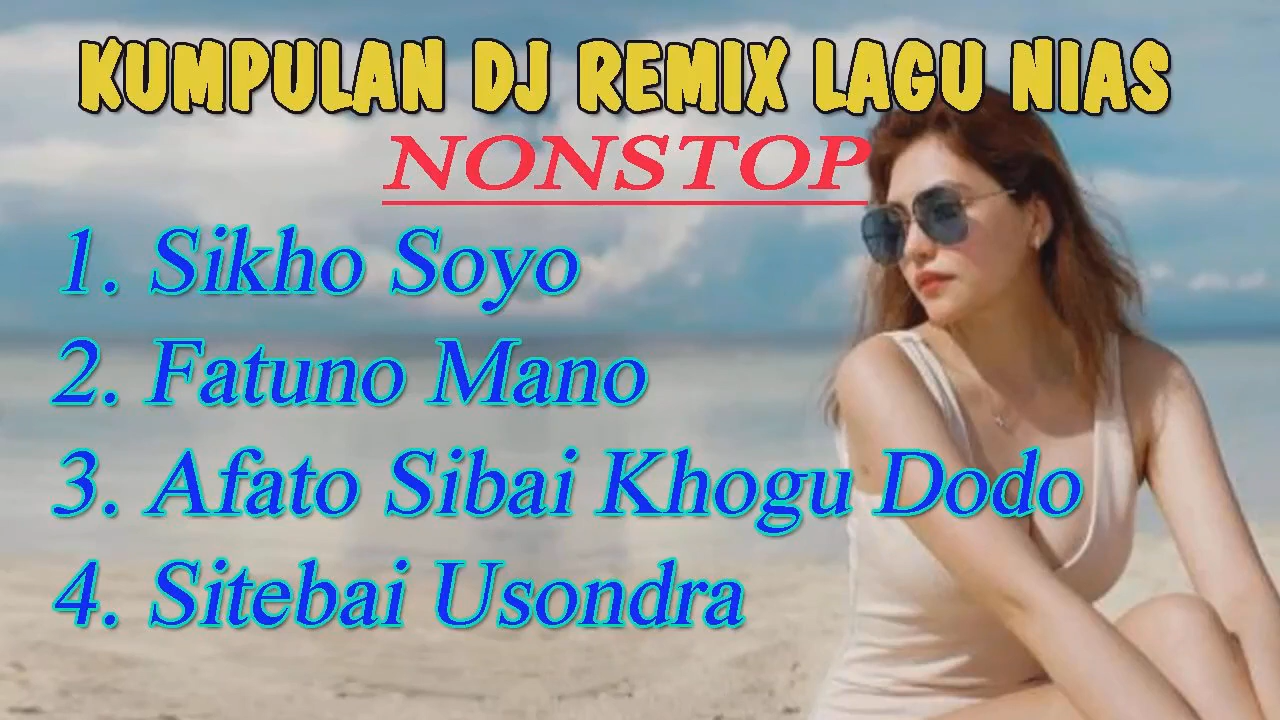 KUMPULAN DJ REMIX LAGU NIAS
NONSTOP
1. Sikho Soyo
2. Fatuno Mano
3. Afato Sibai Khogu Dodo
4. Sitebai Usondra